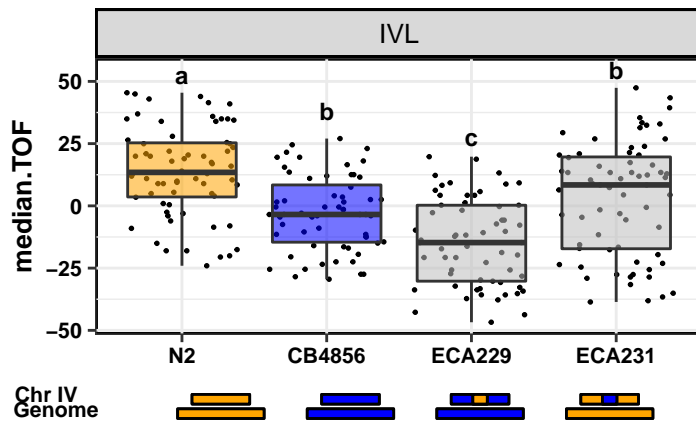 IVL
a
b
c
b
50
25
0
−25
−50
median.TOF
N2 CB4856 ECA229 ECA231
Chr IV
Genome